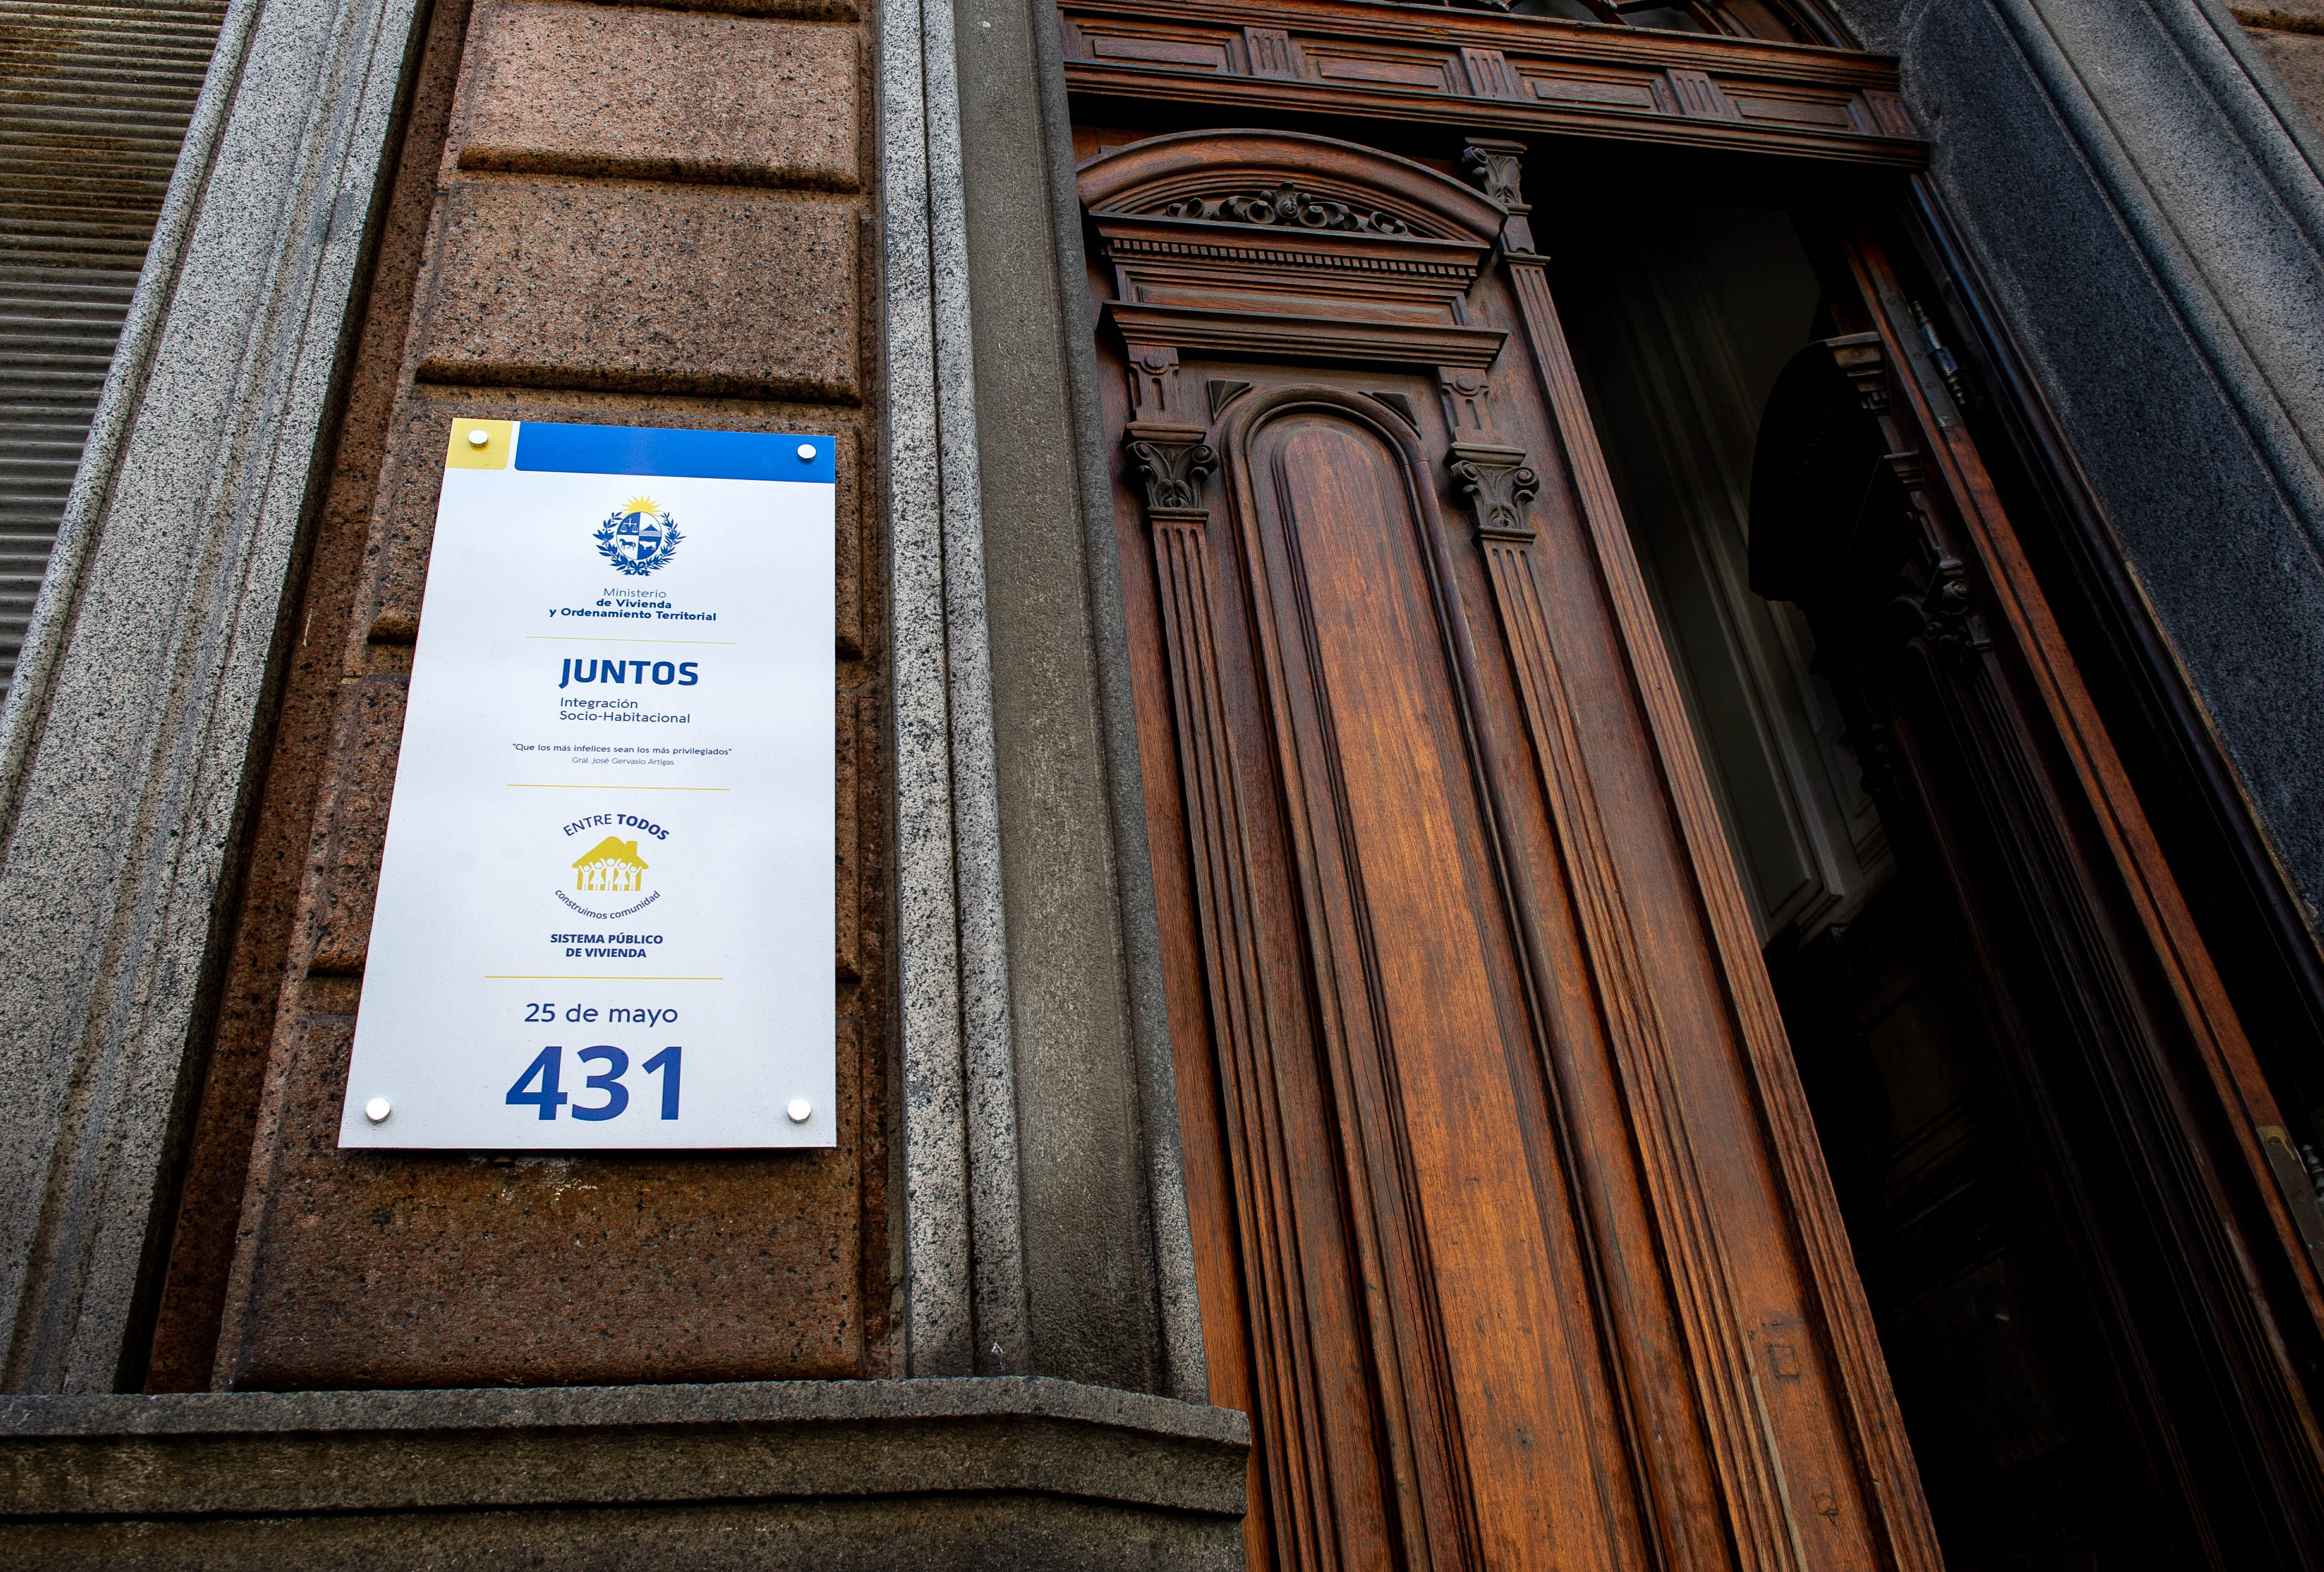 Ministerio
de Vivienda
y Ordenamiento Territorial
JUNTOS
Integración
Socio-Habitacional
"Que los más infelices sean los más privilegiados"
Gral. José Gervasio Artigas
ENTRE TODOS
construimos comunidad
SISTEMA PÚBLICO
DE VIVIENDA
25 de mayo
431